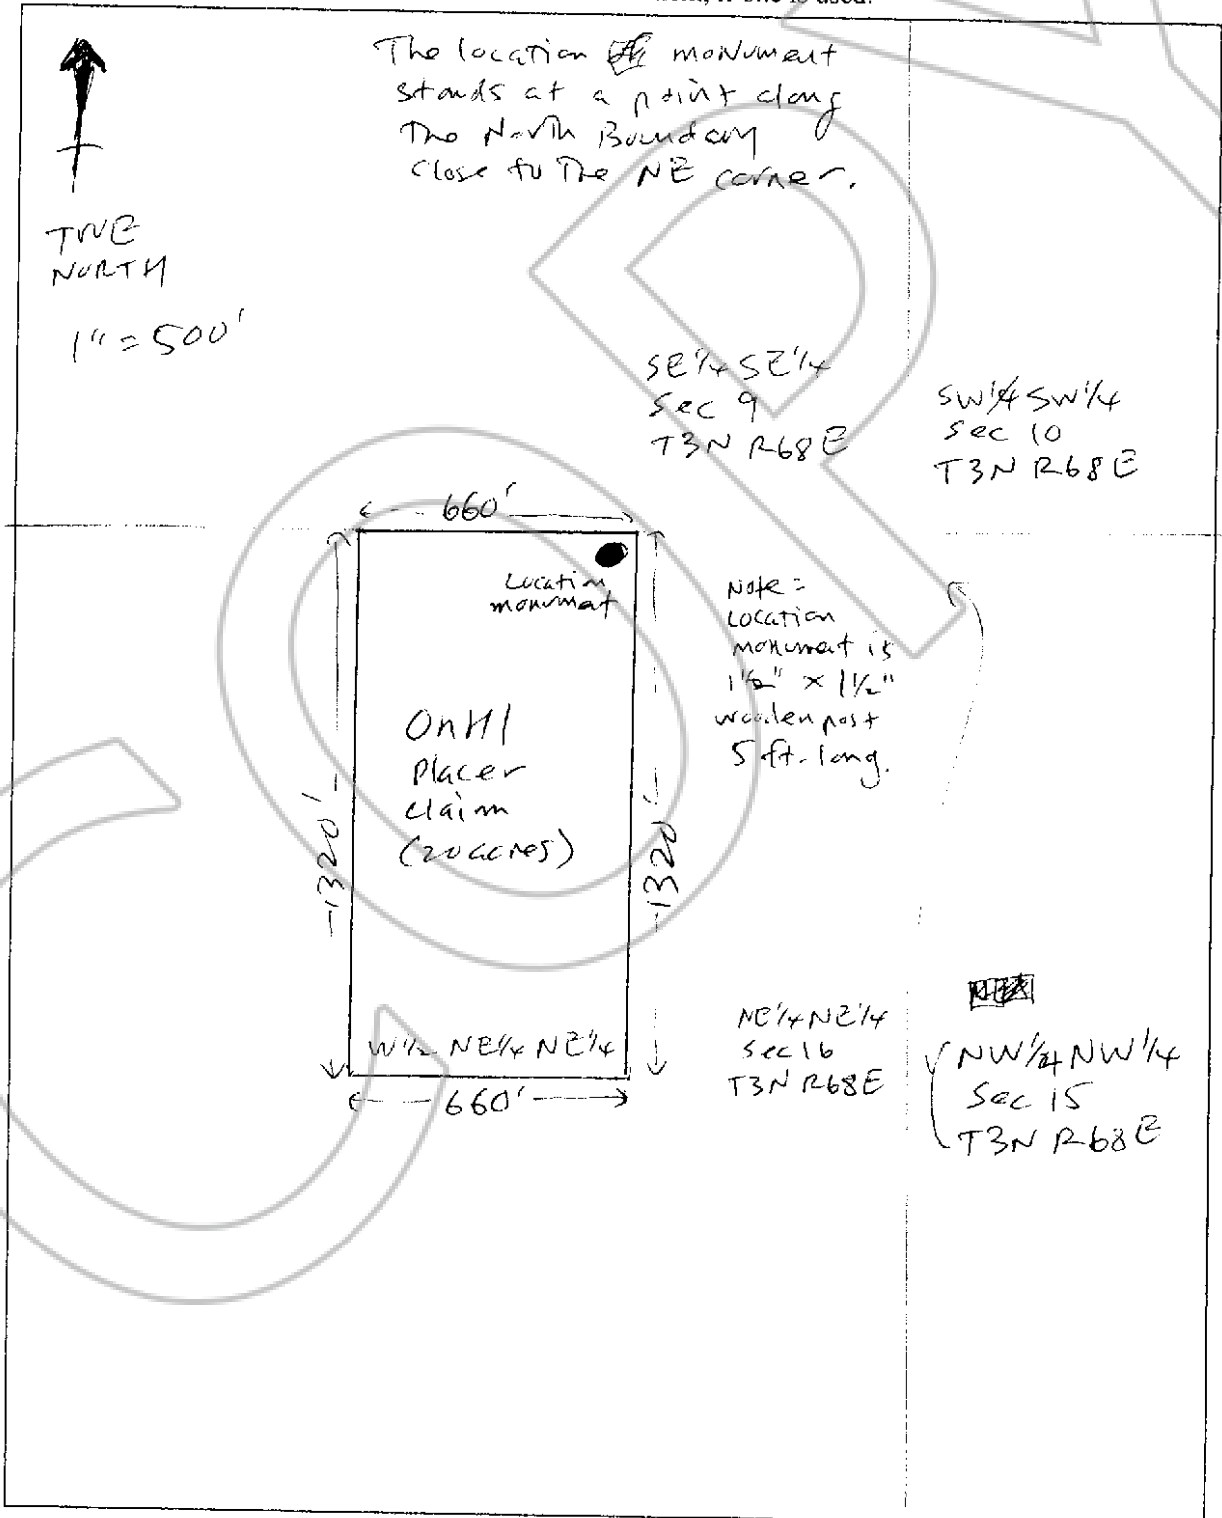 is used.
The location monument
stands at a point along
The North Boundary
close to The NE corner.
TRUE
NORTH
1" = 500'
SE1/4 SE1/4
Sec 9
T3N R68E
SW1/4 SW1/4
Sec 10
T3N R68E
660'
Location
monument
Note =
Location
monument is
1 1/2" x 1 1/2"
wooden post
5 ft. long.
Placer
Claim
(20 acres)
1320'
1320'
W1/2 NE1/4 NE1/4
660'
NE1/4 NE1/4
Sec 16
T3N R68E
NW1/4 NW1/4
Sec 15
T3N R68E
COPY